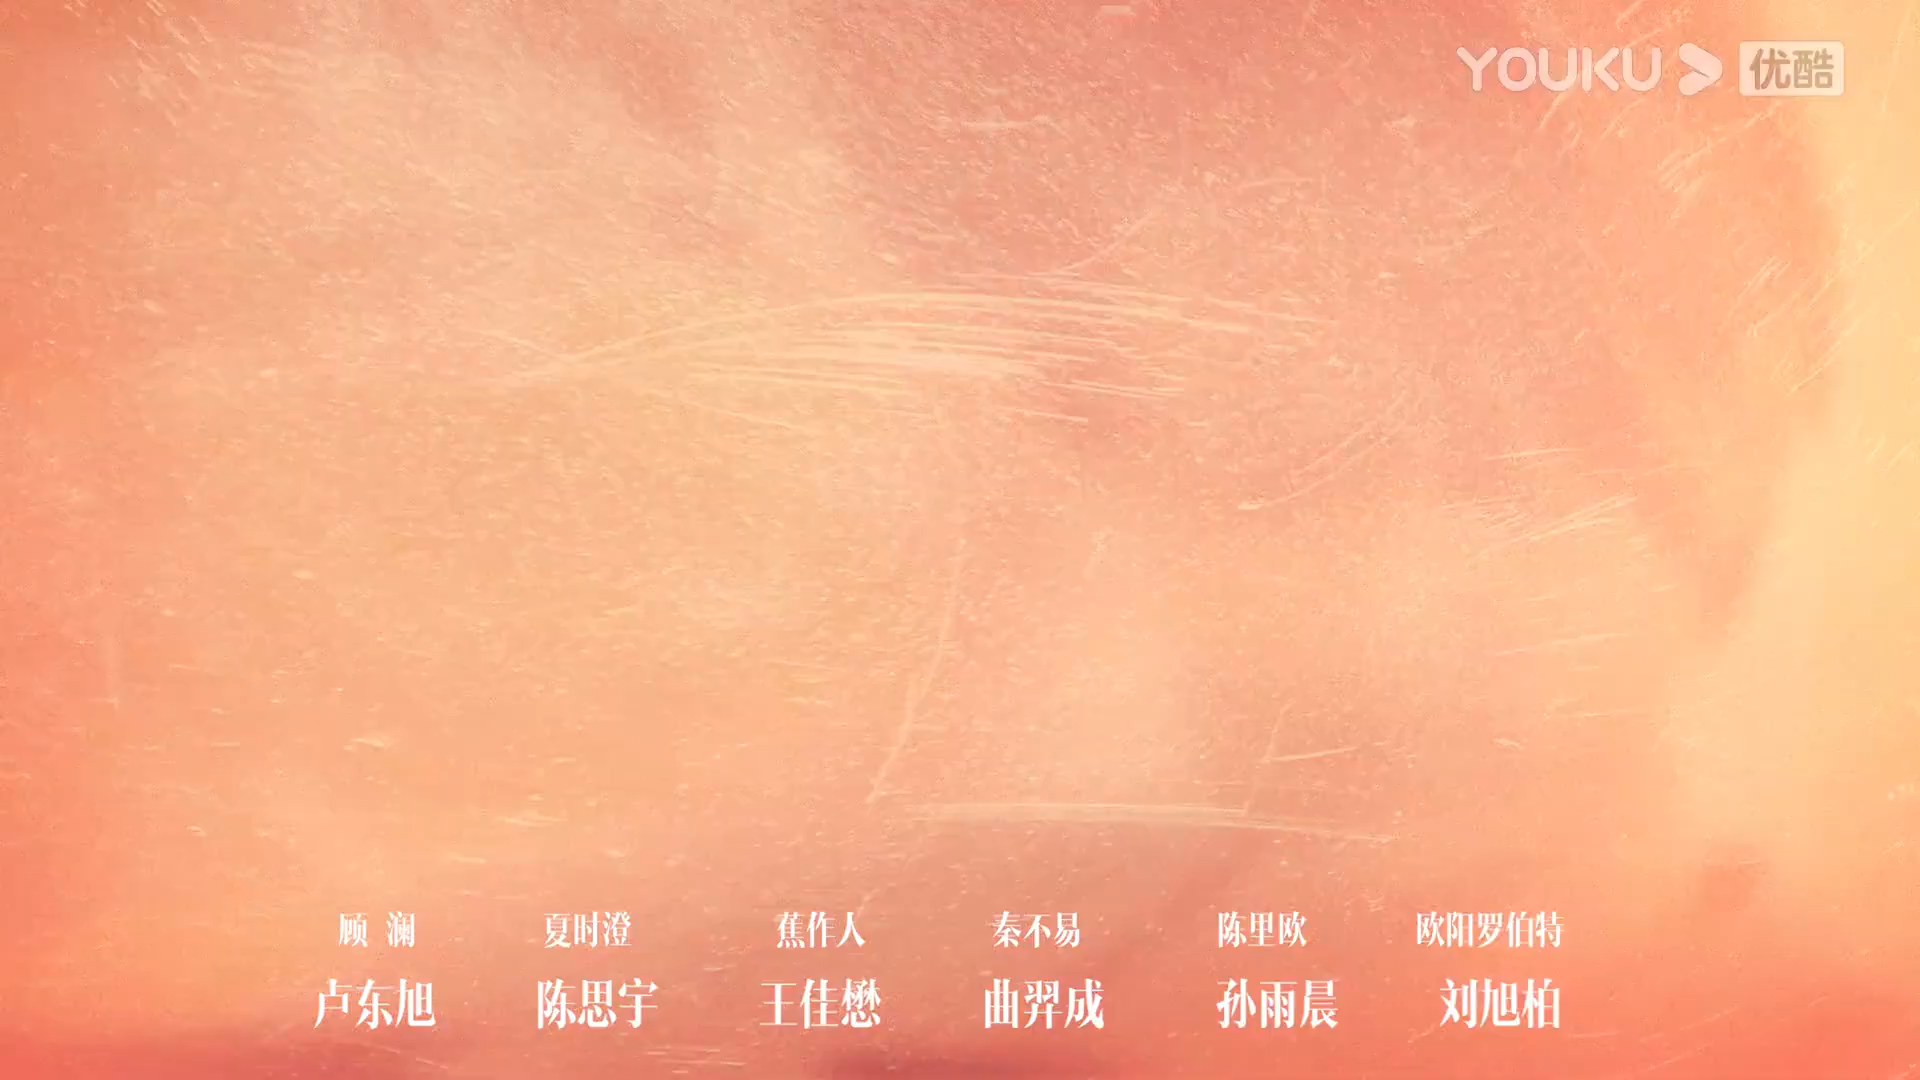 YOUKU 优酷
顾 澜 夏时澄 蕉作人 秦不易 陈里欧 欧阳罗伯特
卢东旭 陈思宇 王佳懋 曲羿成 孙雨晨 刘旭柏